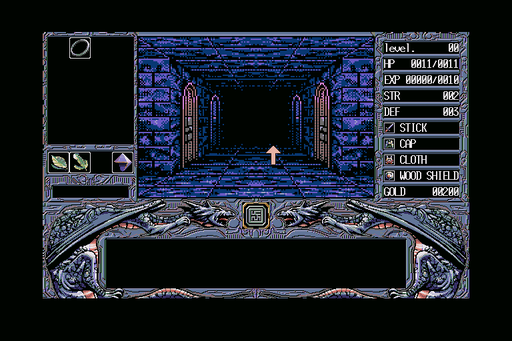 level. 00
HP 0011/0011
EXP 00000/0010
STR 002
DEF 003
STICK
CAP
CLOTH
WOOD SHIELD
GOLD 00200